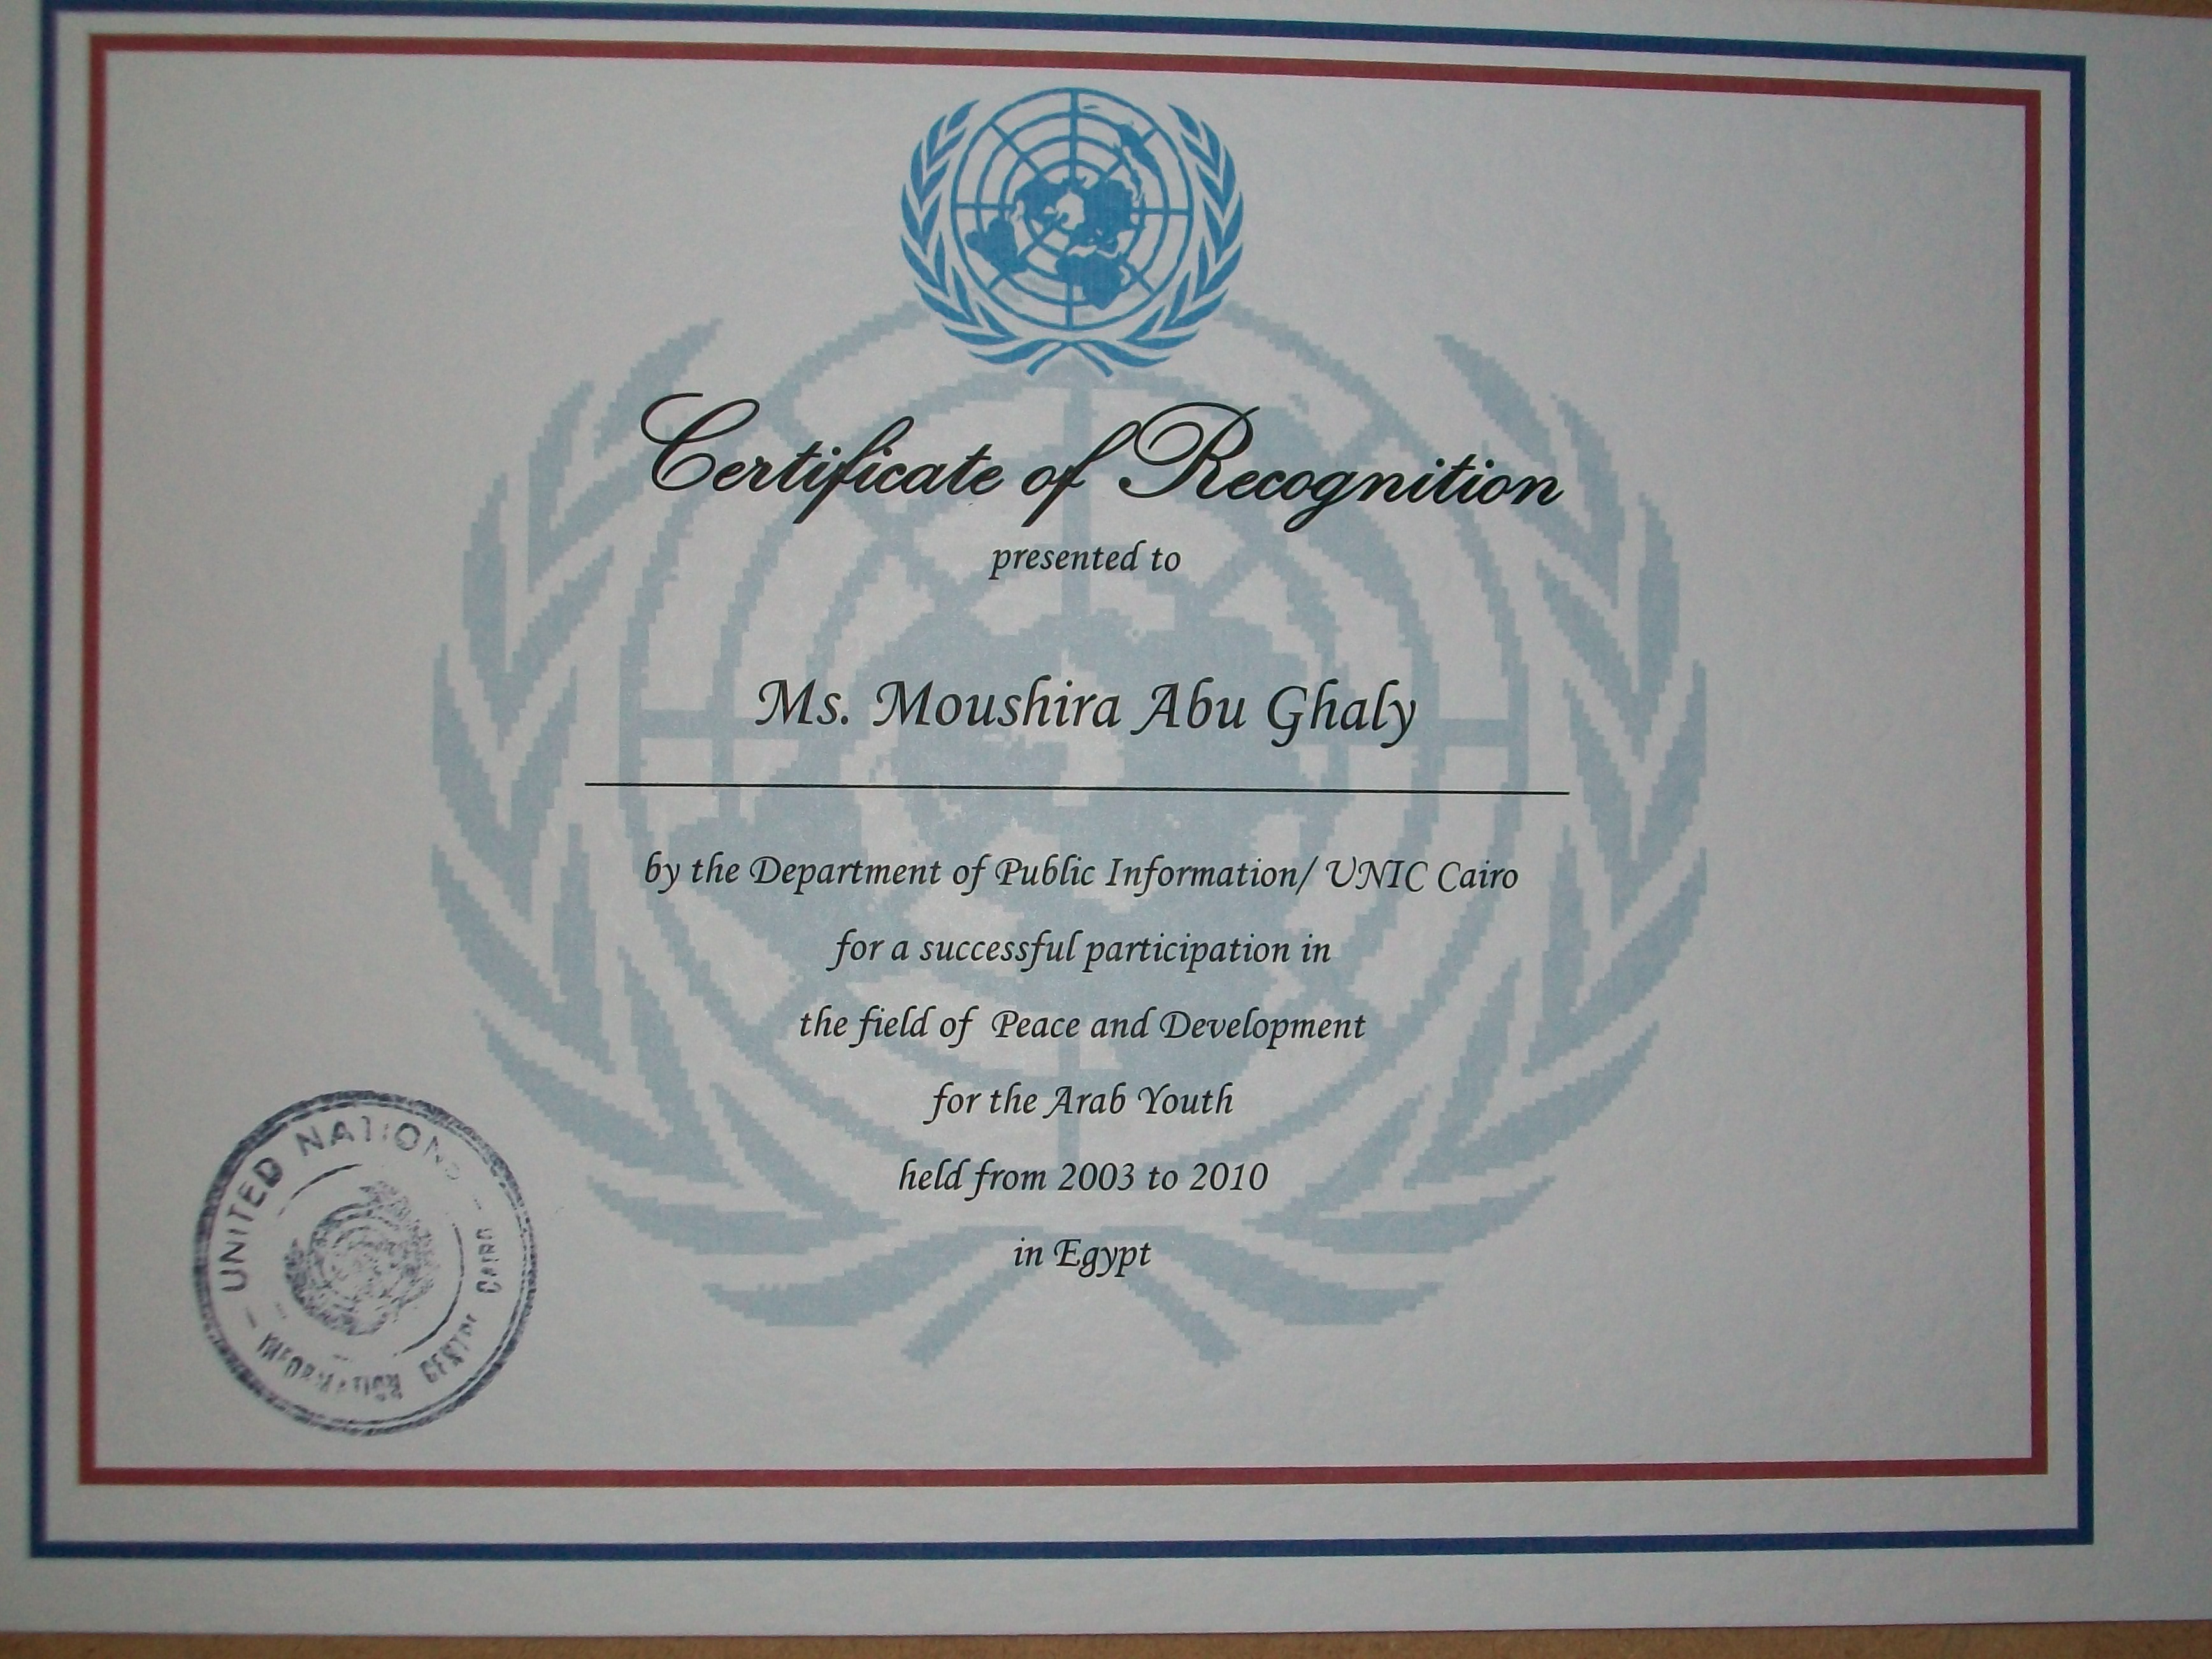 Certificate of Recognition
presented to
Ms. Moushira Abu Ghaly
by the Department of Public Information/ UNIC Cairo
for a successful participation in
the field of Peace and Development
for the Arab Youth
held from 2003 to 2010
in Egypt
UNITED NATIONS - CAIRO
- INFORMATION CENTRE